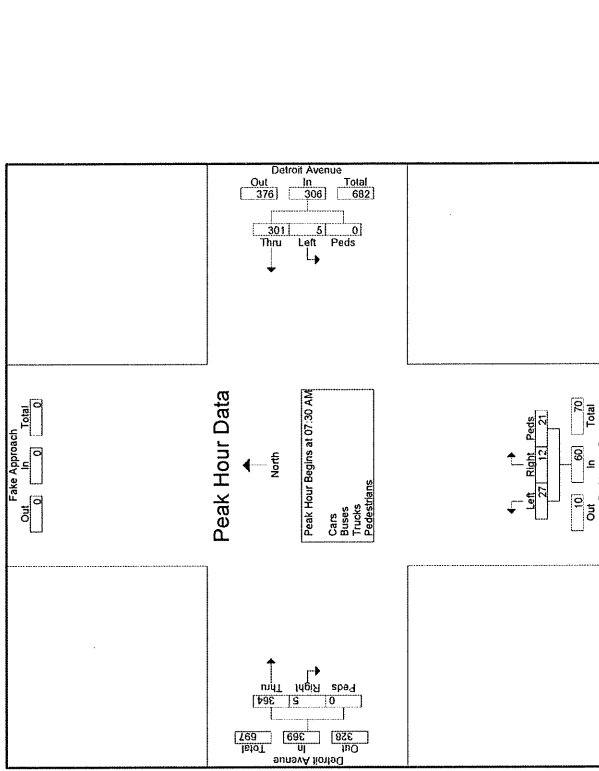 Fake Approach
Out In Total
0 0 0
Peak Hour Data
North
Peak Hour Begins at 07:30 AM
Cars
Buses
Trucks
Pedestrians
Detroit Avenue
Out In Total
376 306 682
301 5 0
Thru Left Peds
Detroit Avenue
Out In Total
328 369 697
0 5 364
Peds Right Thru
Left Right Peds
27 12 21
10 60 70
Out In Total